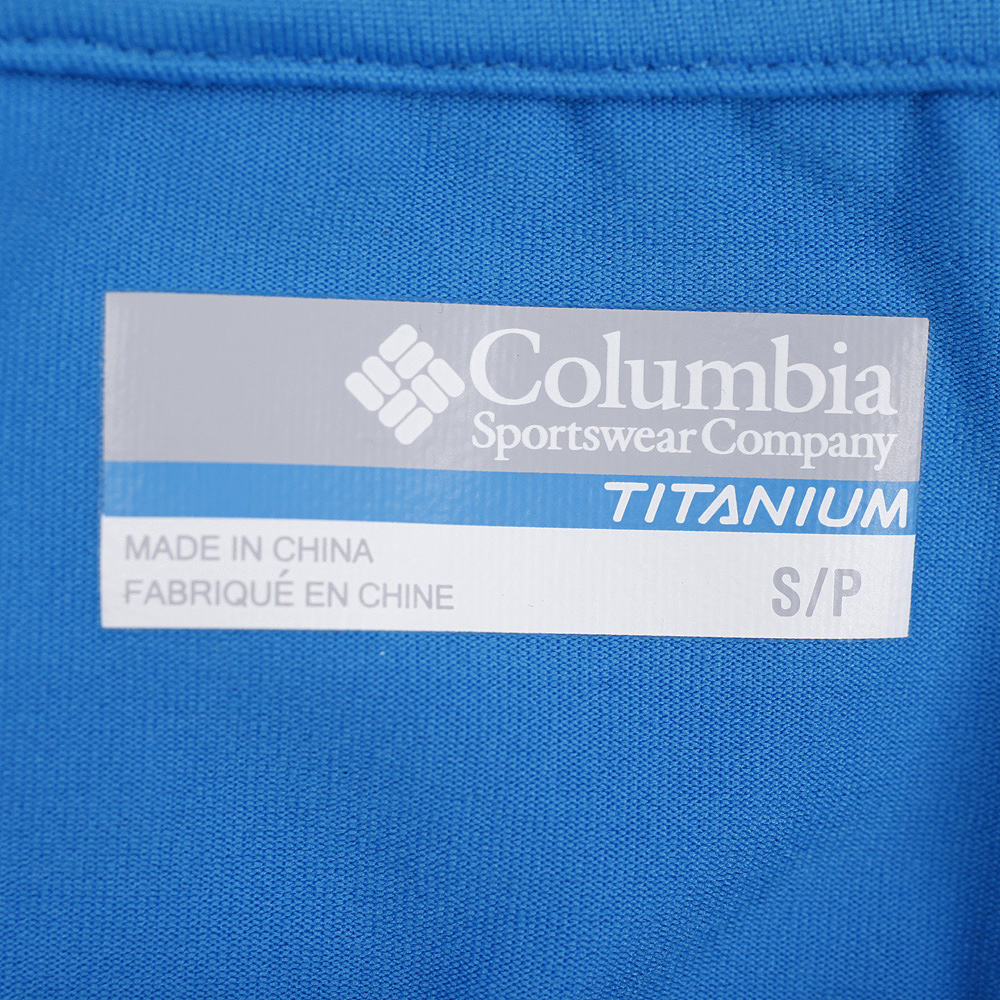 Columbia
Sportswear Company
TITANIUM
MADE IN CHINA
FABRIQUÉ EN CHINE
S/P